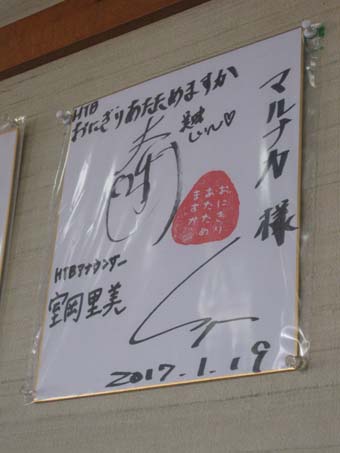 HTB
おにぎりあたためますか
マルナカ様
おにぎり
あたため
ますか
HTBアナウンサー
室岡里美
2017.1.19